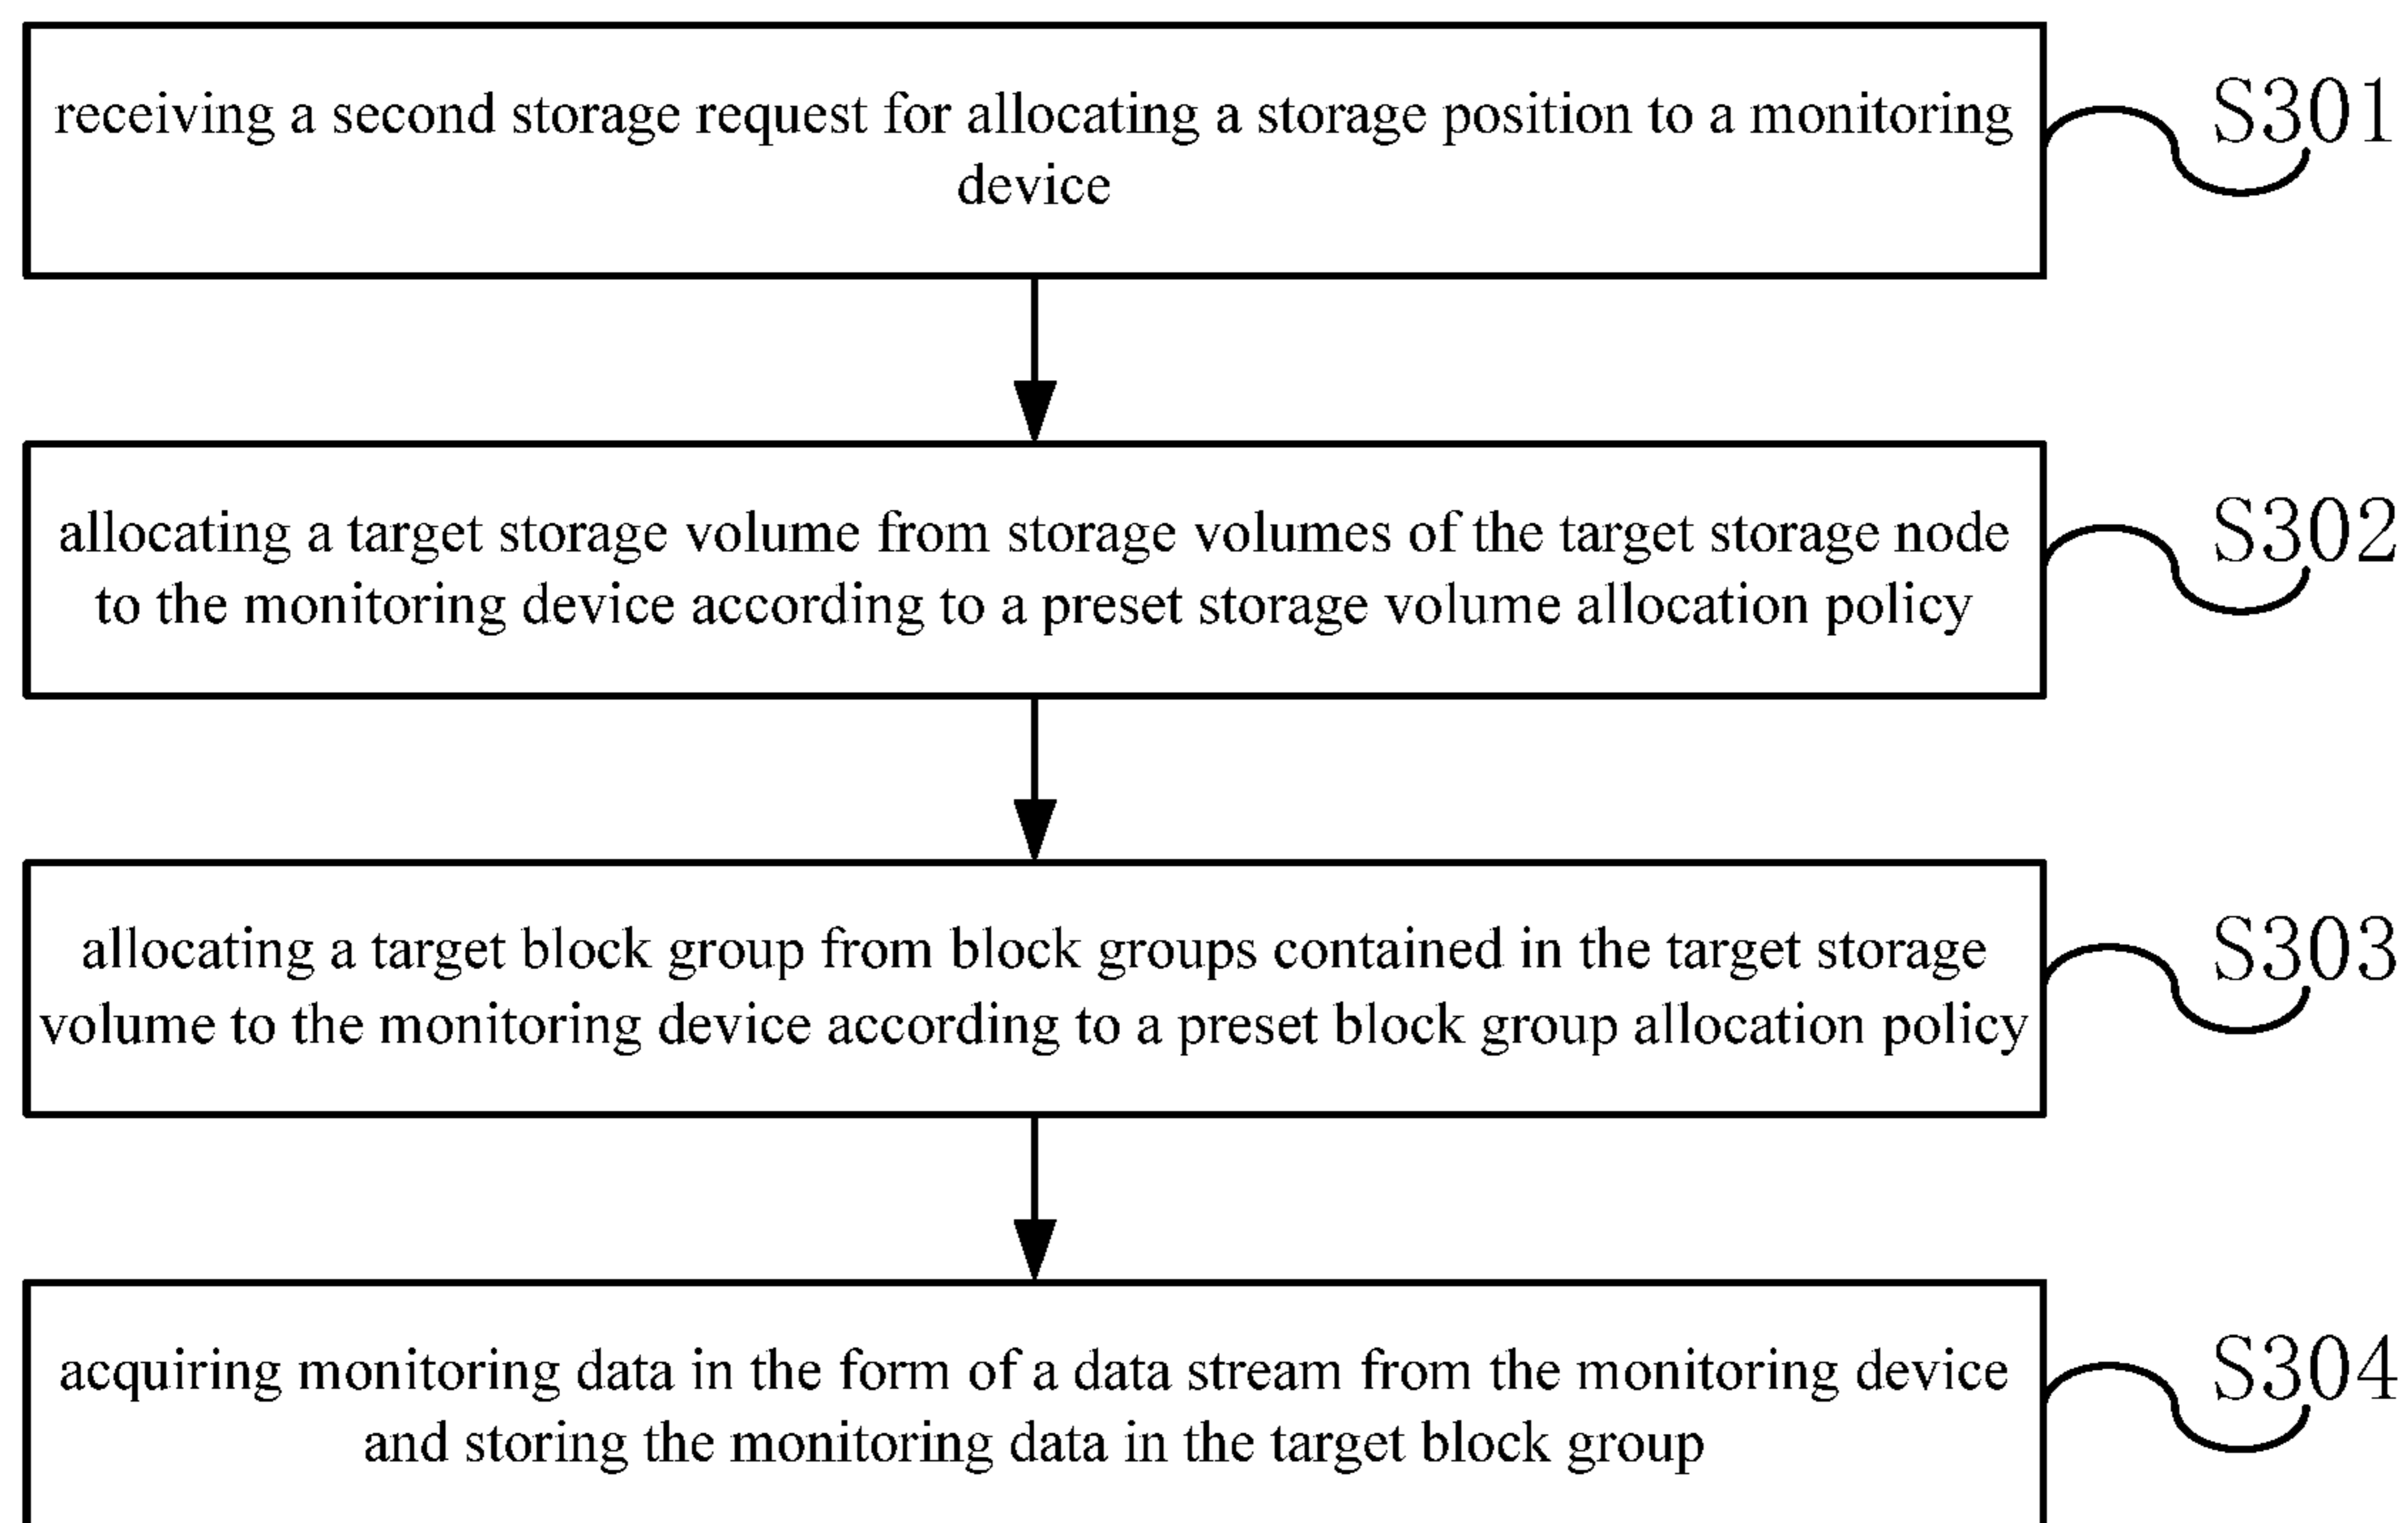 receiving a second storage request for allocating a storage position to a monitoring
device
S301
allocating a target storage volume from storage volumes of the target storage node
to the monitoring device according to a preset storage volume allocation policy
S302
allocating a target block group from block groups contained in the target storage
volume to the monitoring device according to a preset block group allocation policy
S303
acquiring monitoring data in the form of a data stream from the monitoring device
and storing the monitoring data in the target block group
S304